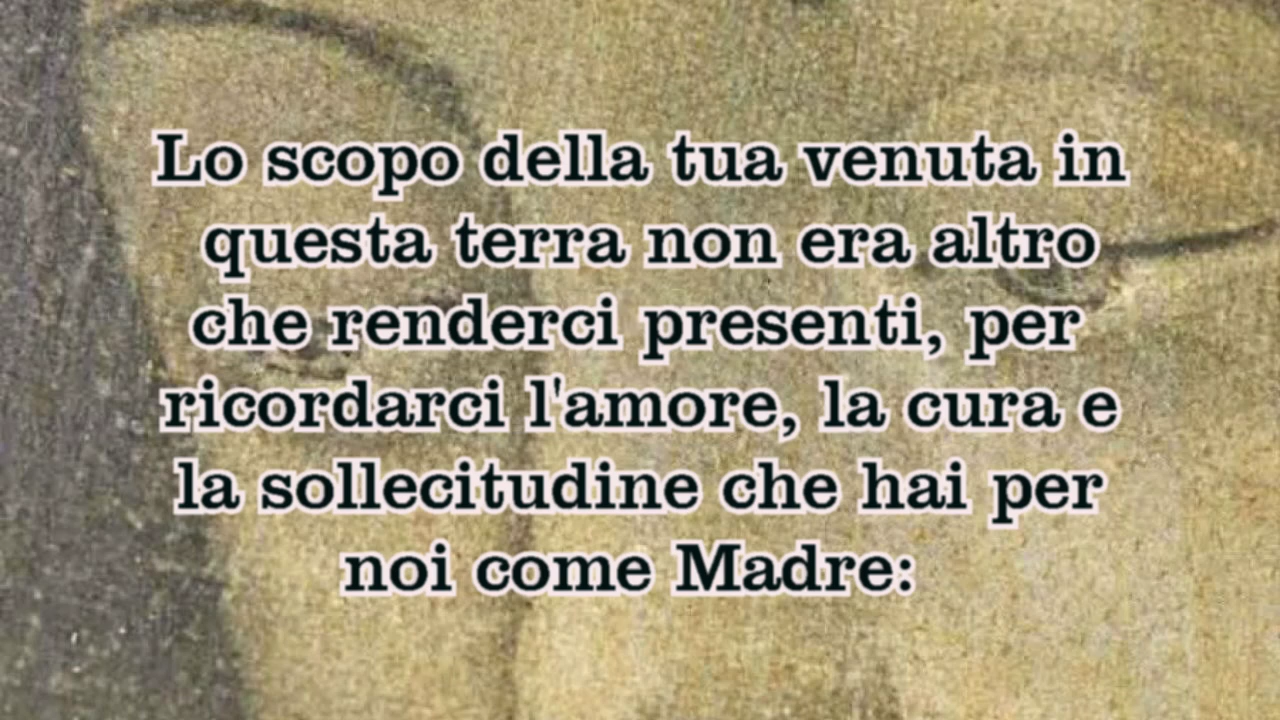 Lo scopo della tua venuta in
questa terra non era altro
che renderci presenti, per
ricordarci l'amore, la cura e
la sollecitudine che hai per
noi come Madre: